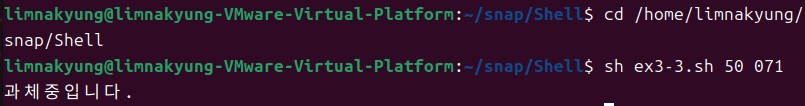 limnakyung@limnakyung-VMware-Virtual-Platform:~/snap/Shell$ cd /home/limnakyung/
snap/Shell
limnakyung@limnakyung-VMware-Virtual-Platform:~/snap/Shell$ sh ex3-3.sh 50 071
과체중입니다.